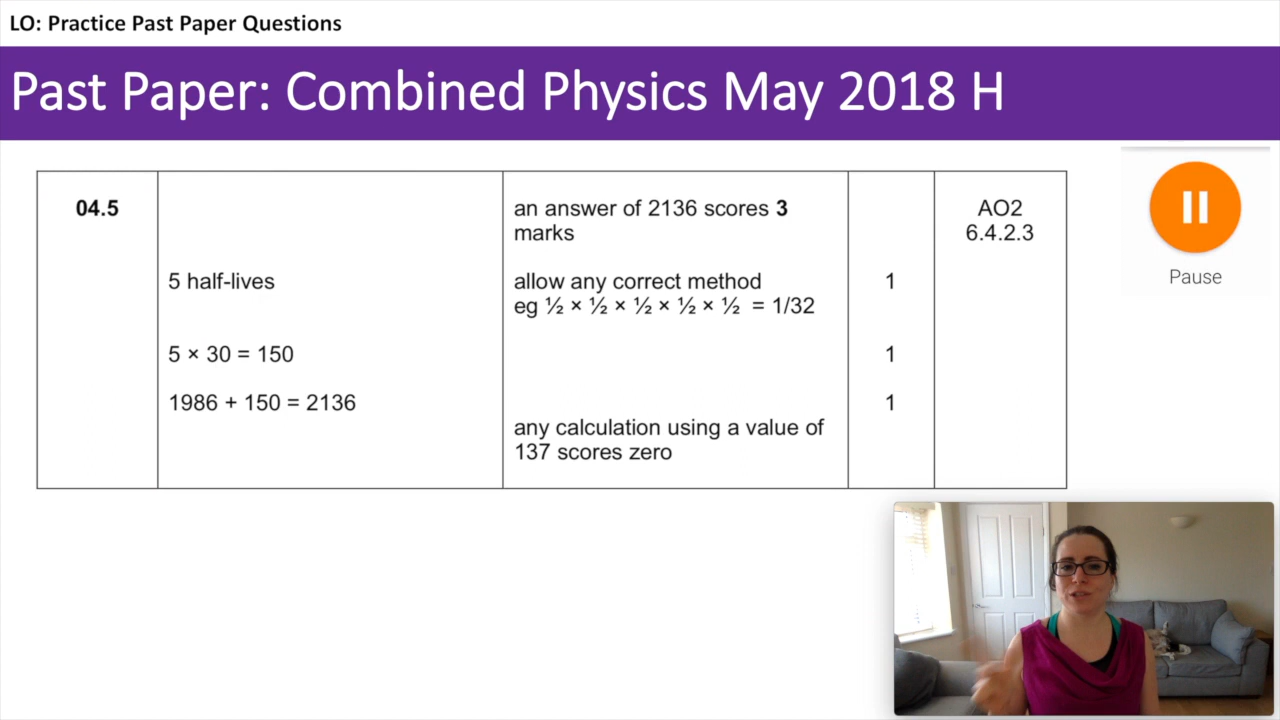 LO: Practice Past Paper Questions
Past Paper: Combined Physics May 2018 H
04.5
an answer of 2136 scores 3
marks
AO2
6.4.2.3
5 half-lives
allow any correct method
eg ½ × ½ × ½ × ½ × ½ = 1/32
1
5 × 30 = 150
1
1986 + 150 = 2136
1
any calculation using a value of
137 scores zero
Pause